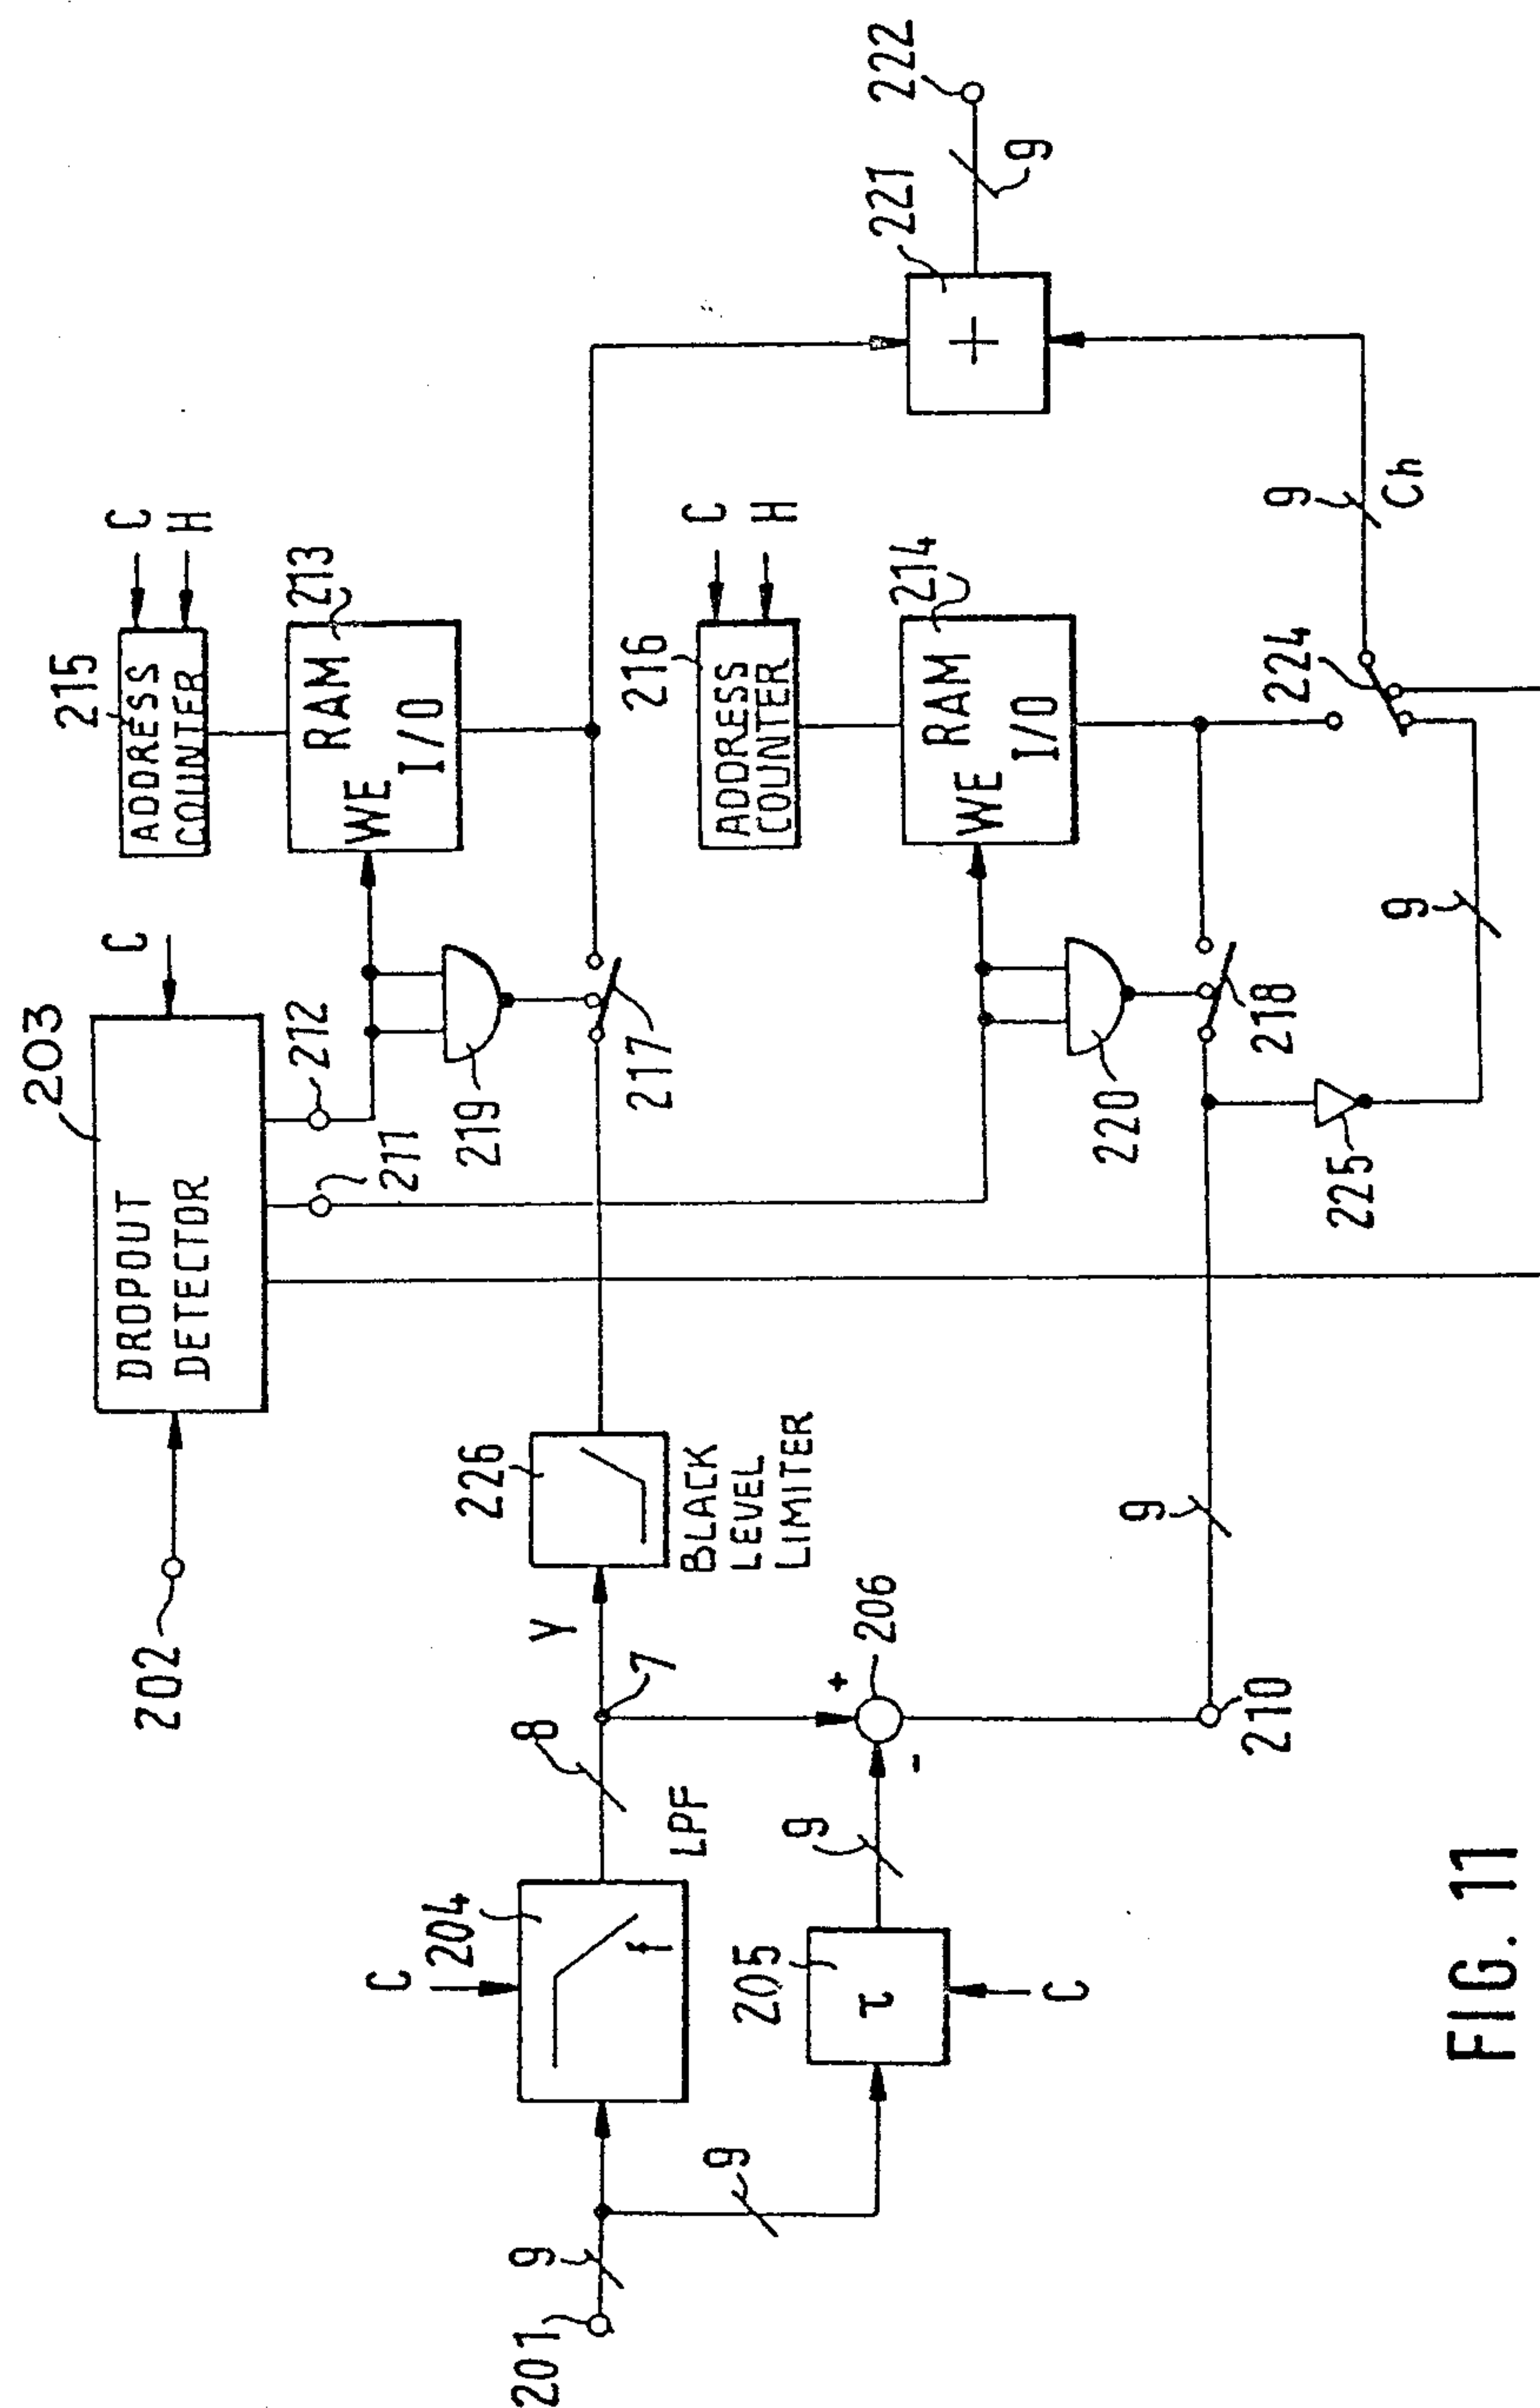 203
C
DROPOUT
DETECTOR
202
212
211
215
ADDRESS
COUNTER
C
H
213
RAM
WE
I/O
219
217
226
BLACK
LEVEL
LIMITER
Y
7
8
C
204
f
LPF
9
201
9
205
τ
C
9
+
-
206
210
9
216
ADDRESS
COUNTER
C
H
214
RAM
WE
I/O
220
218
225
9
224
9
Ch
221
+
222
9
FIG. 11